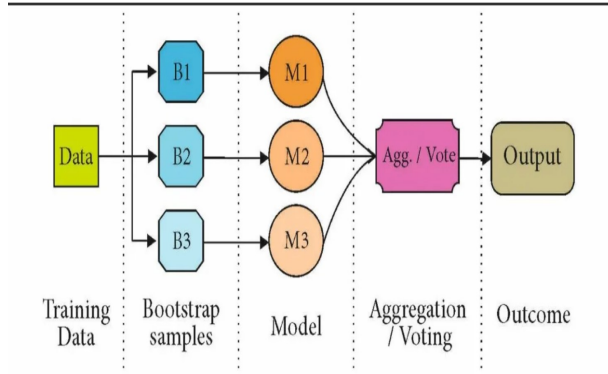 B1
M1
Data
B2
M2
Agg. / Vote
Output
B3
M3
Training
Data
Bootstrap
samples
Model
Aggregation
/ Voting
Outcome